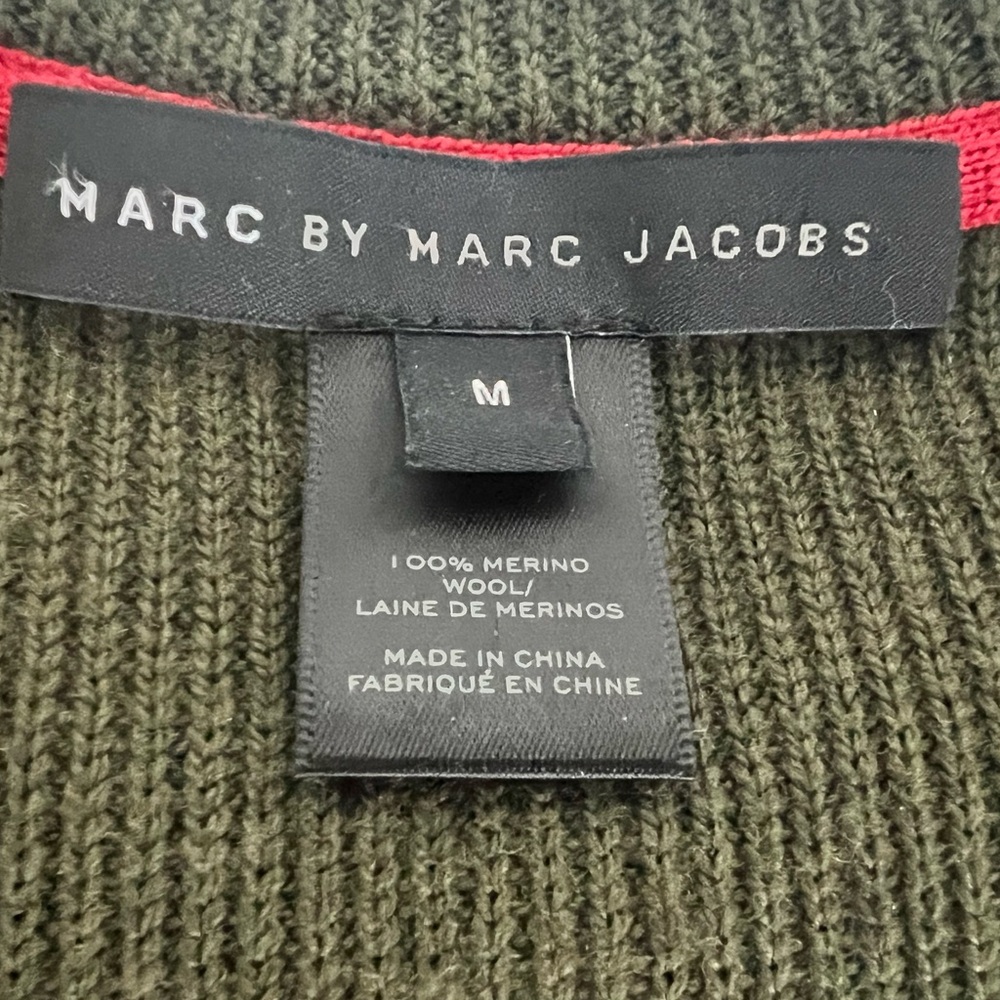 MARC BY MARC JACOBS
M
100% MERINO
WOOL/
LAINE DE MERINOS
MADE IN CHINA
FABRIQUÉ EN CHINE